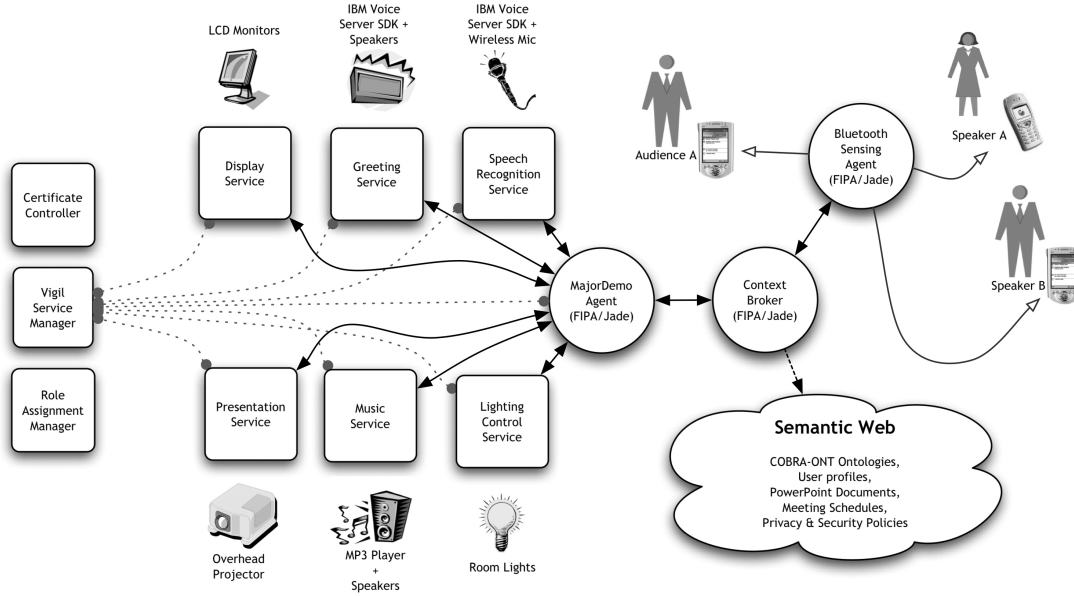 LCD Monitors
IBM Voice
Server SDK +
Speakers
IBM Voice
Server SDK +
Wireless Mic
Audience A
Bluetooth
Sensing
Agent
(FIPA/Jade)
Speaker A
Speaker B
Certificate
Controller
Vigil
Service
Manager
Role
Assignment
Manager
Display
Service
Greeting
Service
Speech
Recognition
Service
MajorDemo
Agent
(FIPA/Jade)
Context
Broker
(FIPA/Jade)
Presentation
Service
Music
Service
Lighting
Control
Service
Semantic Web
COBRA-ONT Ontologies,
User profiles,
PowerPoint Documents,
Meeting Schedules,
Privacy & Security Policies
Overhead
Projector
MP3 Player
+
Speakers
Room Lights